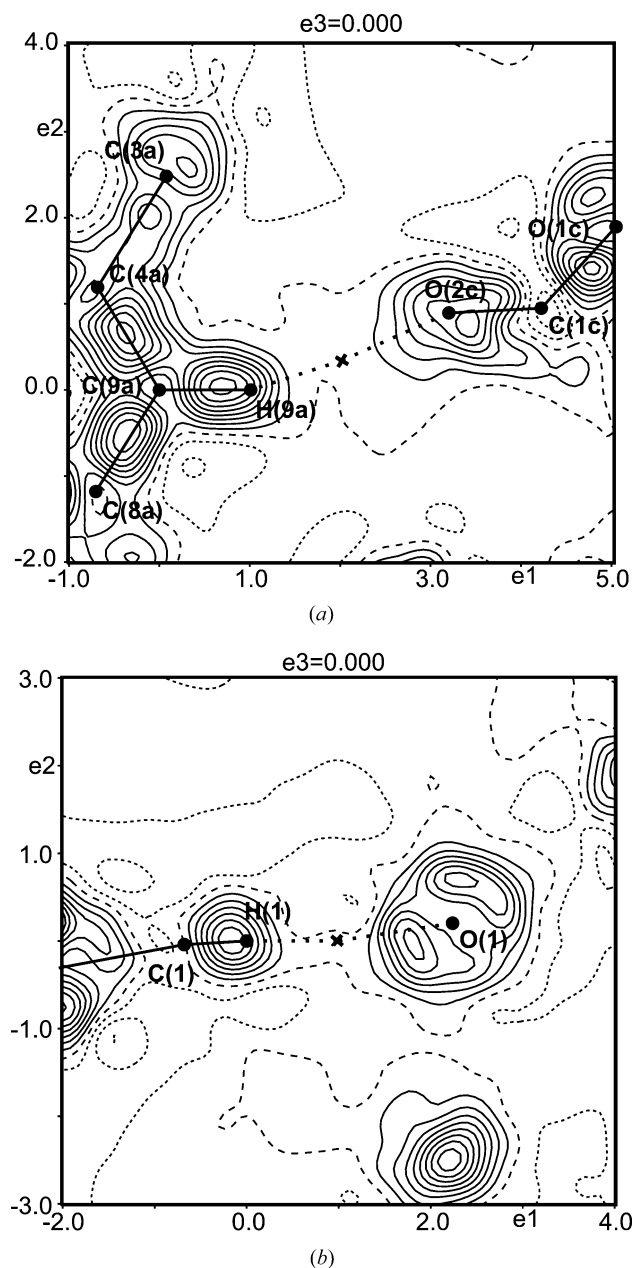 e3=0.000
4.0
e2
C(3a)
2.0
O(1c)
C(4a)
O(2c)
C(1c)
0.0
C(9a)
H(9a)
C(8a)
-2.0
-1.0 1.0 3.0 e1 5.0
(a)
e3=0.000
3.0
e2
1.0
H(1)
O(1)
C(1)
-1.0
-3.0
-2.0 0.0 2.0 e1 4.0
(b)